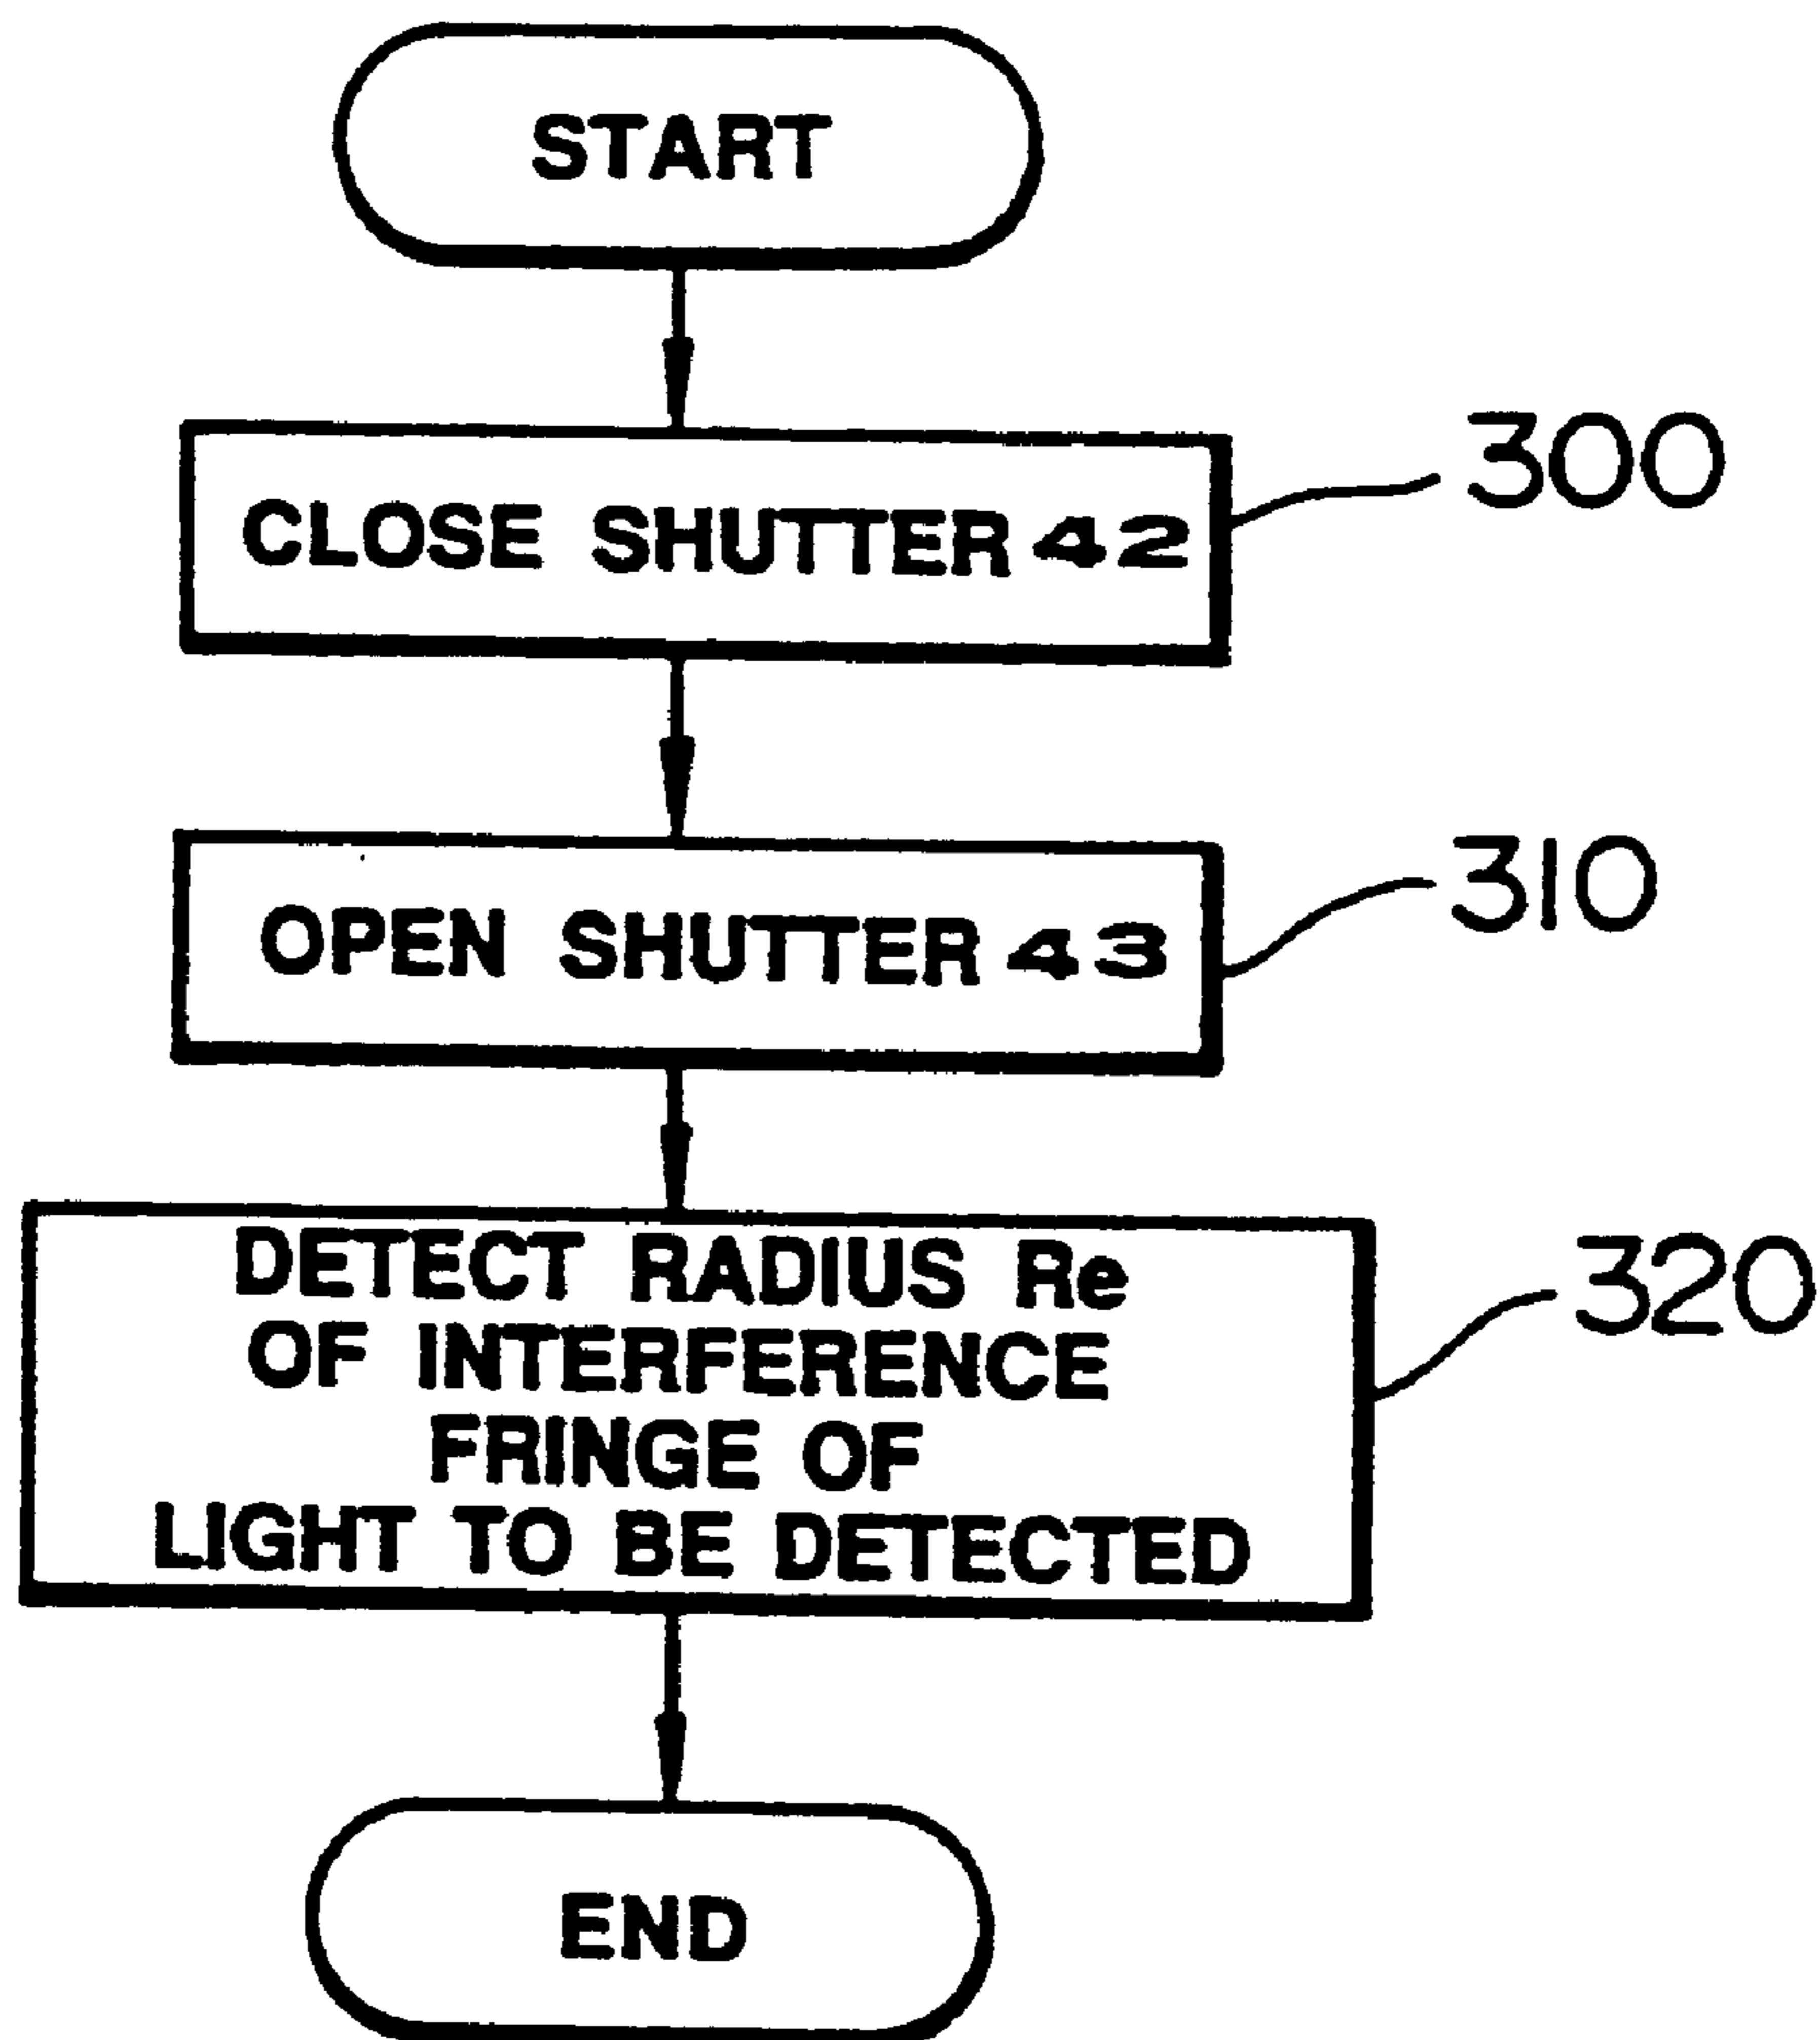 START
CLOSE SHUTTER 42
300
OPEN SHUTTER 43
310
DETECT RADIUS Re
OF INTERFERENCE
FRINGE OF
LIGHT TO BE DETECTED
320
END